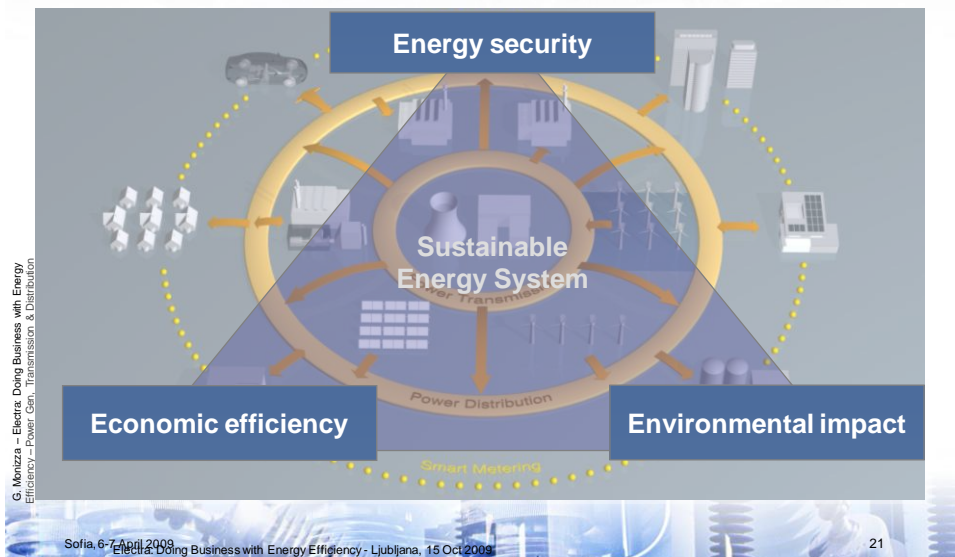 Energy security
Sustainable
Energy System
Power Transmiss
Power Distribution
Economic efficiency
Environmental impact
Smart Metering
G. Monizza – Electra: Doing Business with Energy
Efficiency – Power Gen, Transmission & Distribution
Sofia, 6-7 April 2009
Electra: Doing Business with Energy Efficiency - Ljubljana, 15 Oct 2009
21